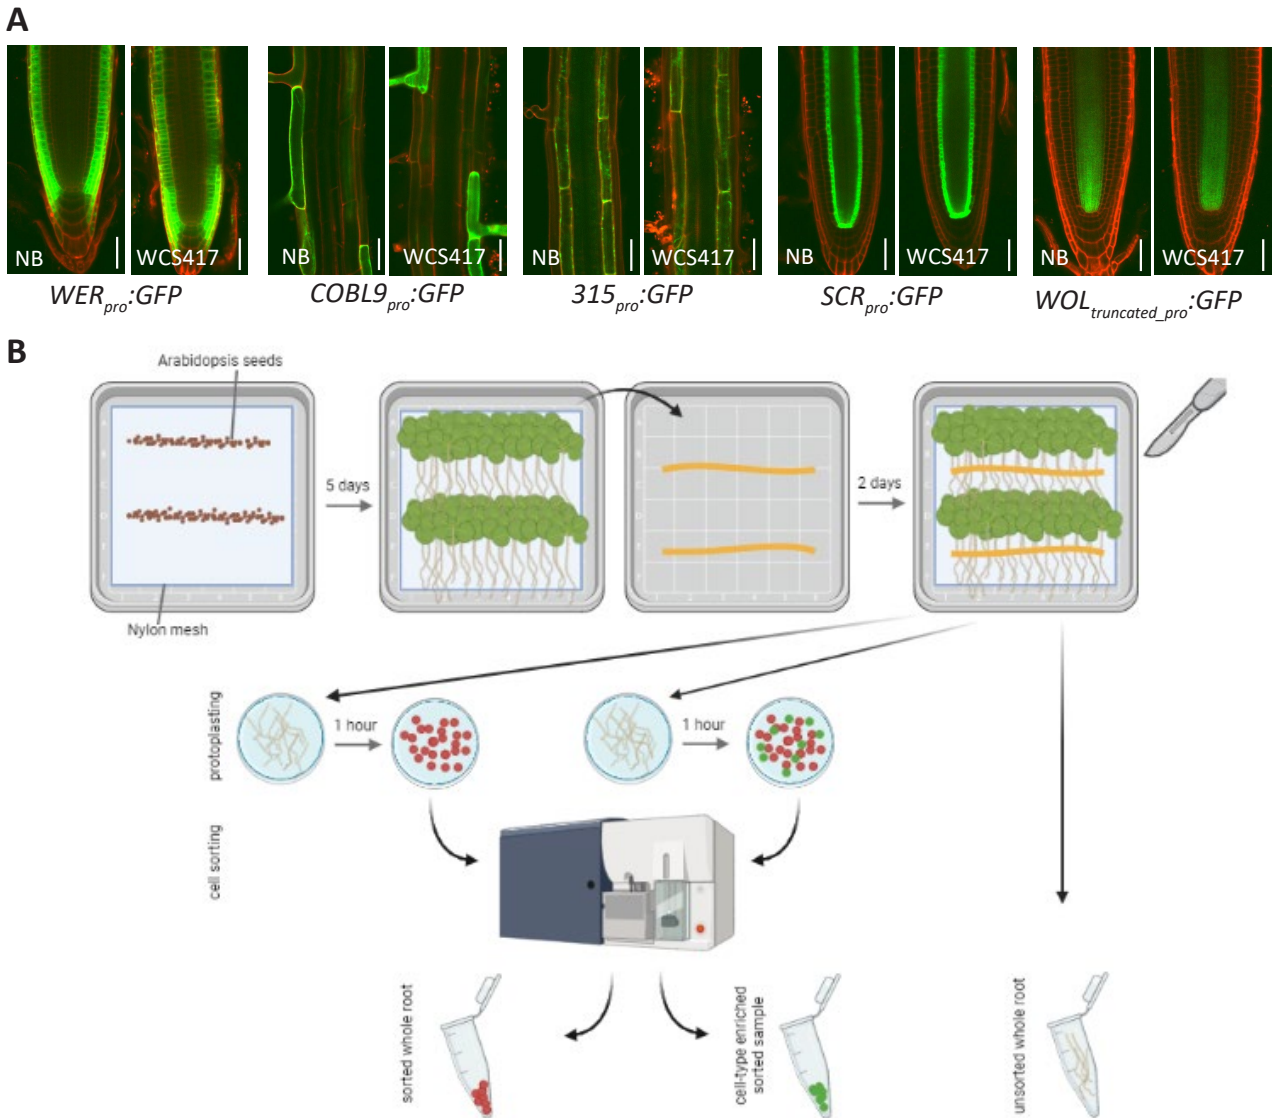 A
NB
WCS417
NB
WCS417
NB
WCS417
NB
WCS417
NB
WCS417
WERpro:GFP
COBL9pro:GFP
315pro:GFP
SCRpro:GFP
WOLtruncated_pro:GFP
B
Arabidopsis seeds
5 days
2 days
Nylon mesh
protoplasting
1 hour
1 hour
cell sorting
sorted whole root
cell-type enriched
sorted sample
unsorted whole root